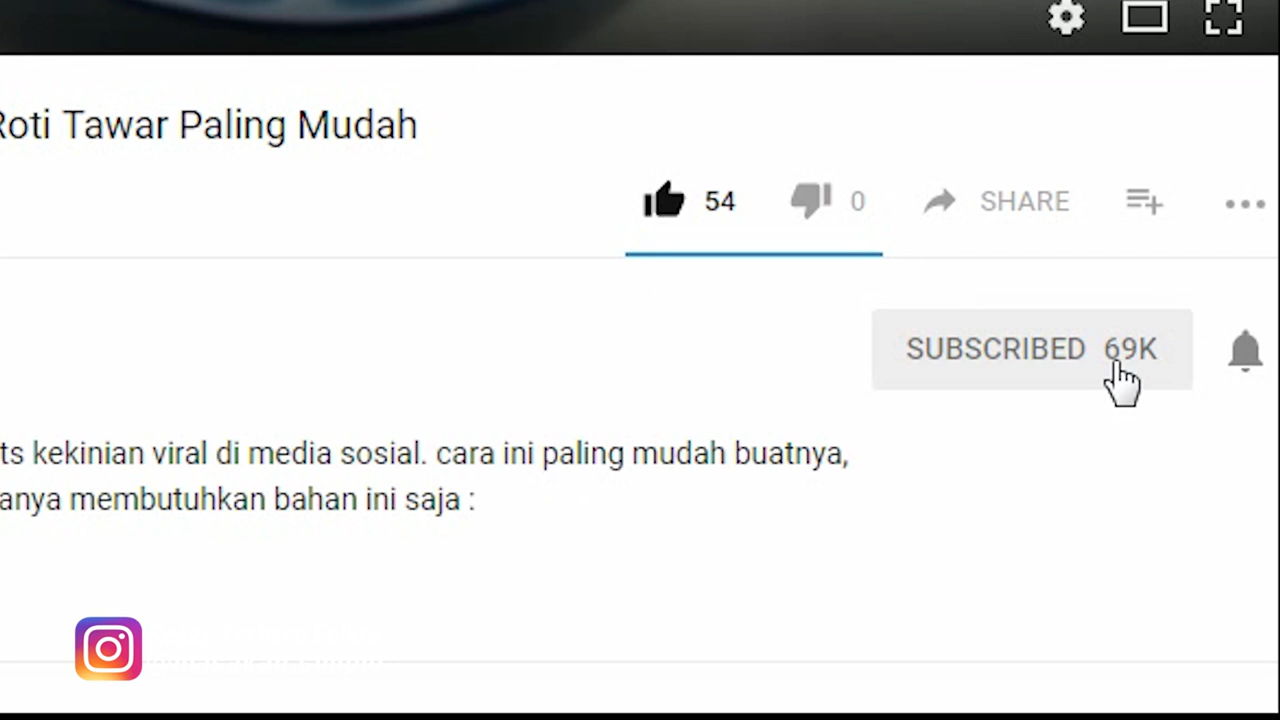 Roti Tawar Paling Mudah
54 0 SHARE
SUBSCRIBED 69K
ts kekinian viral di media sosial. cara ini paling mudah buatnya,
anya membutuhkan bahan ini saja :